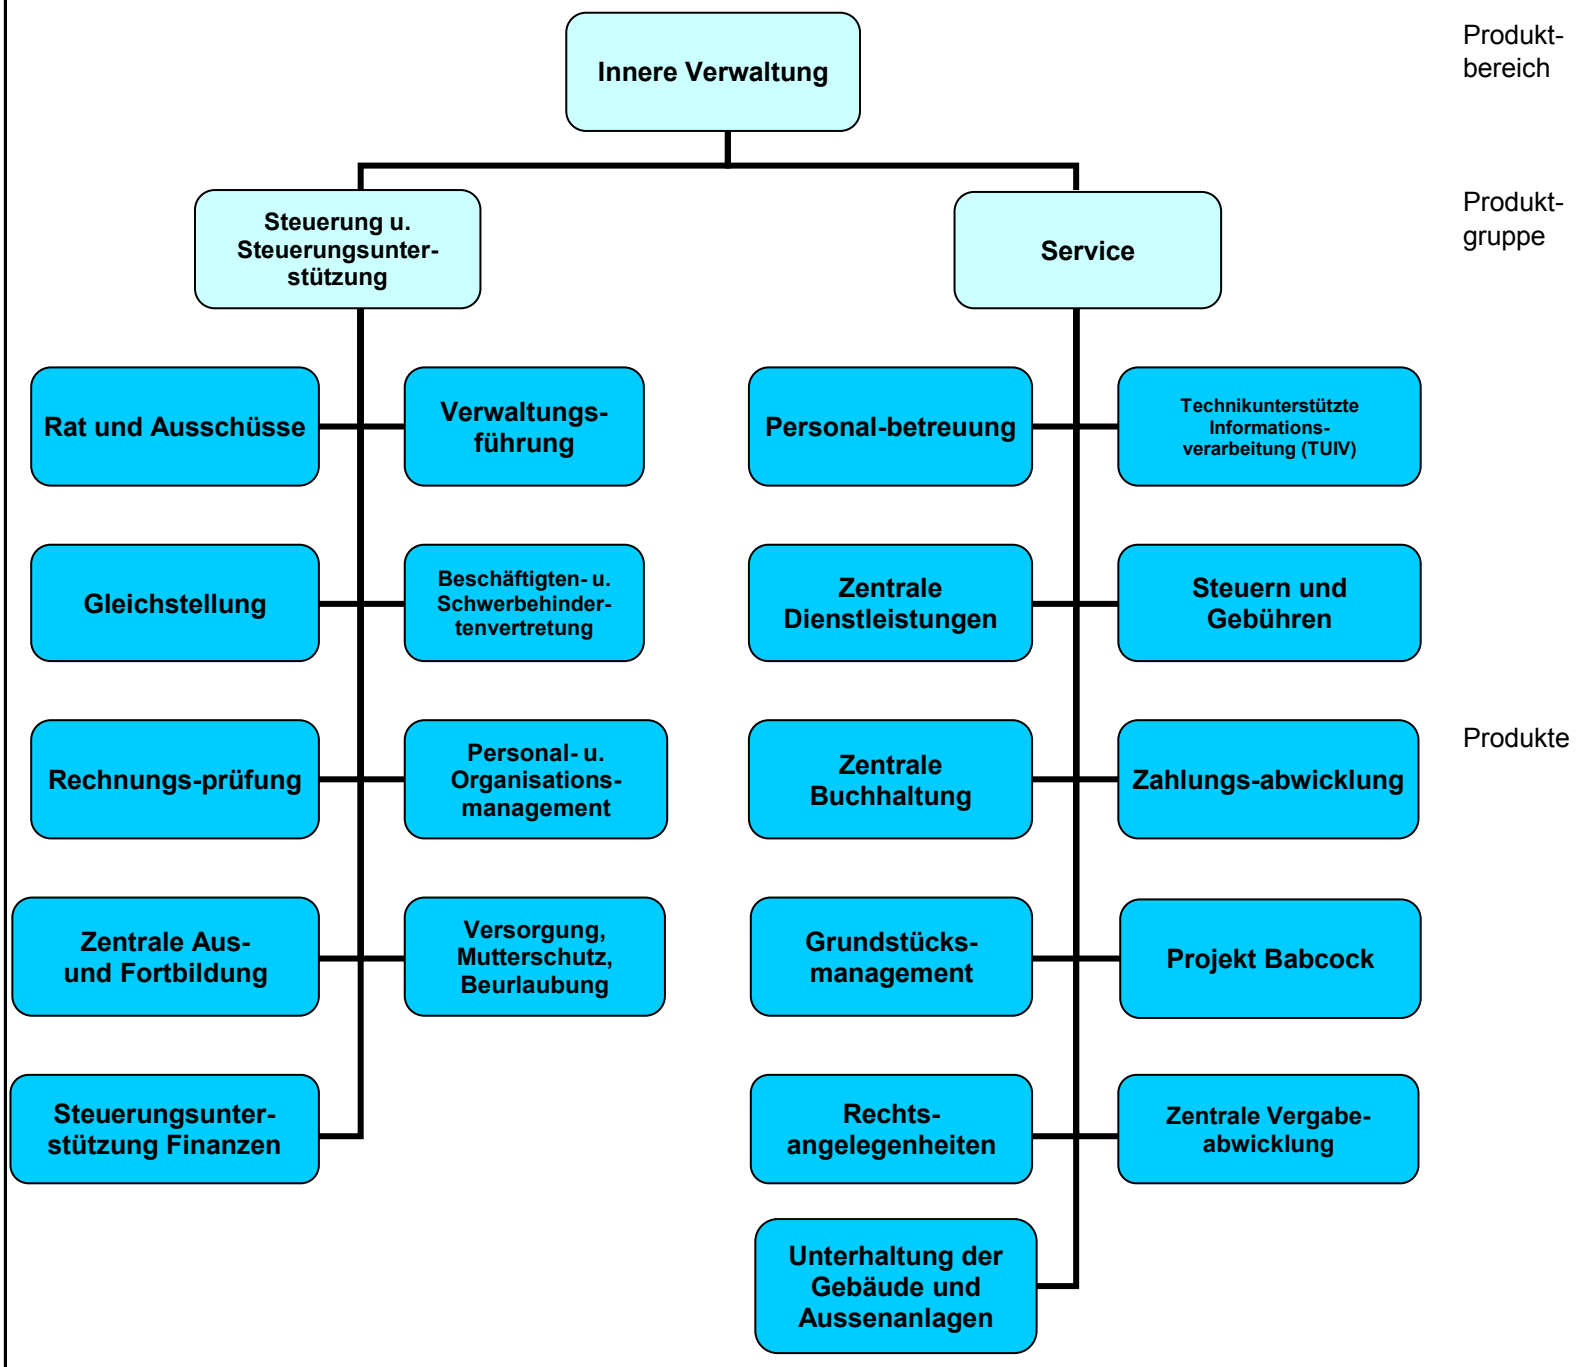 Innere Verwaltung
Produkt-
bereich
Steuerung u.
Steuerungsunter-
stützung
Service
Produkt-
gruppe
Rat und Ausschüsse
Verwaltungs-
führung
Personal-betreuung
Technikunterstützte
Informations-
verarbeitung (TUIV)
Gleichstellung
Beschäftigten- u.
Schwerbehinder-
tenvertretung
Zentrale
Dienstleistungen
Steuern und
Gebühren
Rechnungs-prüfung
Personal- u.
Organisations-
management
Zentrale
Buchhaltung
Zahlungs-abwicklung
Produkte
Zentrale Aus-
und Fortbildung
Versorgung,
Mutterschutz,
Beurlaubung
Grundstücks-
management
Projekt Babcock
Steuerungsunter-
stützung Finanzen
Rechts-
angelegenheiten
Zentrale Vergabe-
abwicklung
Unterhaltung der
Gebäude und
Aussenanlagen